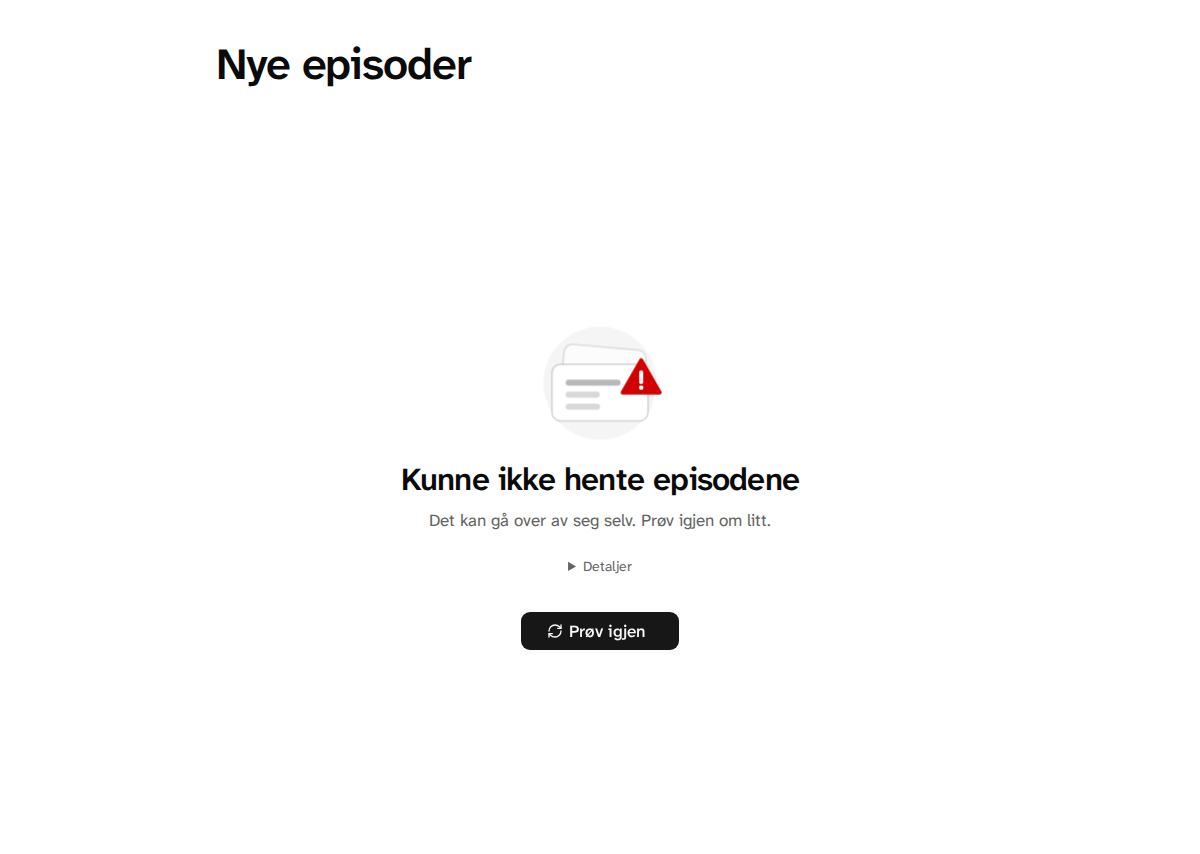 Nye episoder
Kunne ikke hente episodene
Det kan gå over av seg selv. Prøv igjen om litt.
Detaljer
Prøv igjen